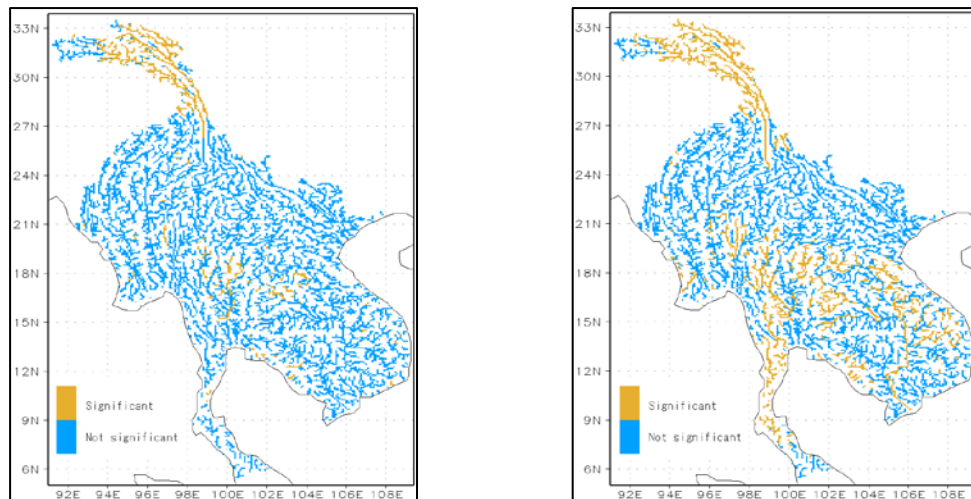 33N
30N
27N
24N
21N
18N
15N
12N
9N
6N
Significant
Not significant
92E 94E 96E 98E 100E 102E 104E 106E 108E
33N
30N
27N
24N
21N
18N
15N
12N
9N
6N
Significant
Not significant
92E 94E 96E 98E 100E 102E 104E 106E 108E